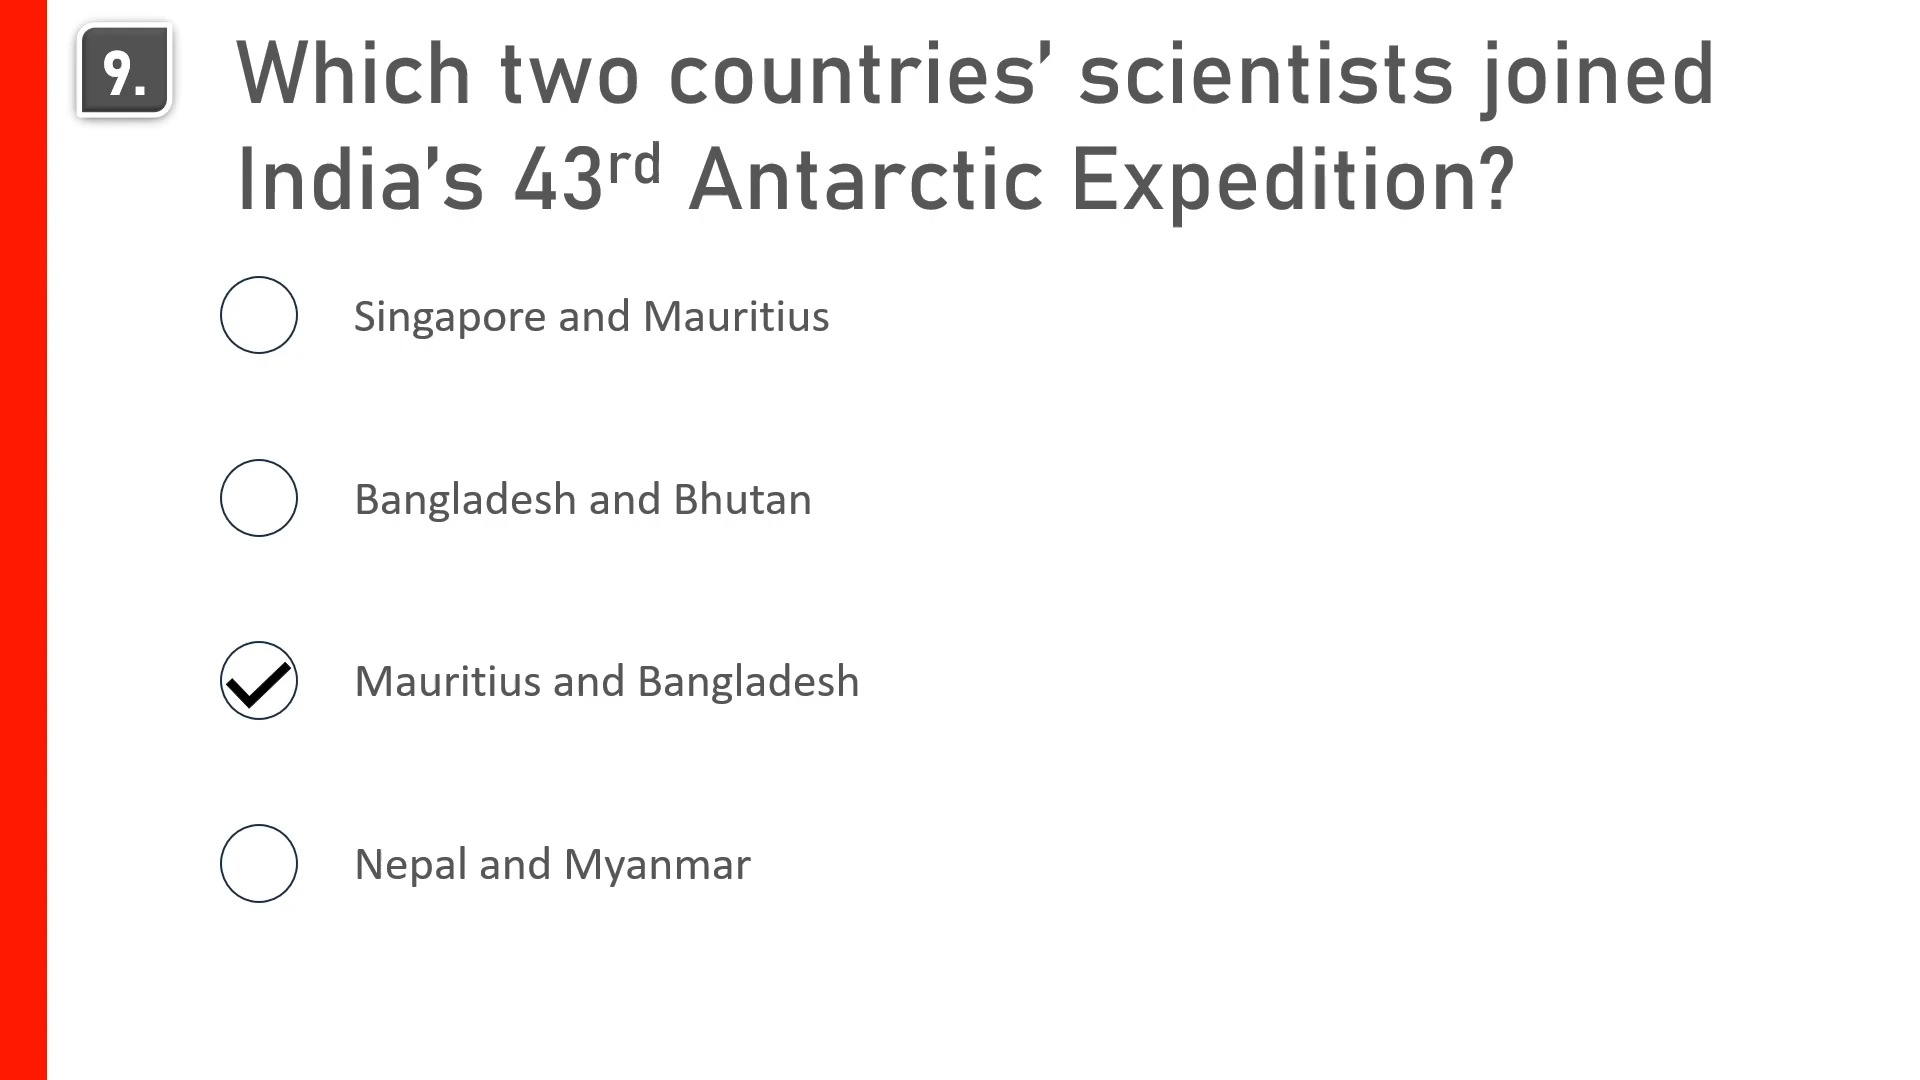 9.
Which two countries’ scientists joined
India’s 43rd Antarctic Expedition?
Singapore and Mauritius
Bangladesh and Bhutan
Mauritius and Bangladesh
Nepal and Myanmar